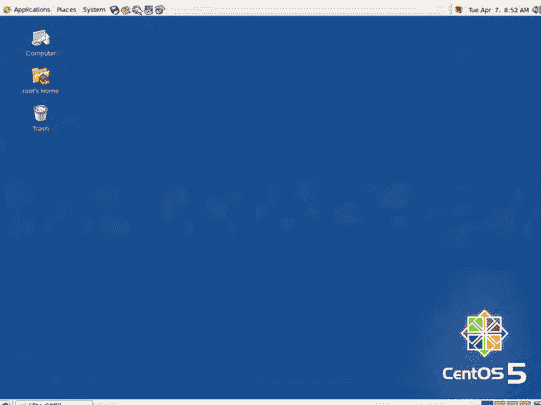 Applications Places System Tue Apr 7, 8:52 AM
Computer
root's Home
Trash
CentOS 5